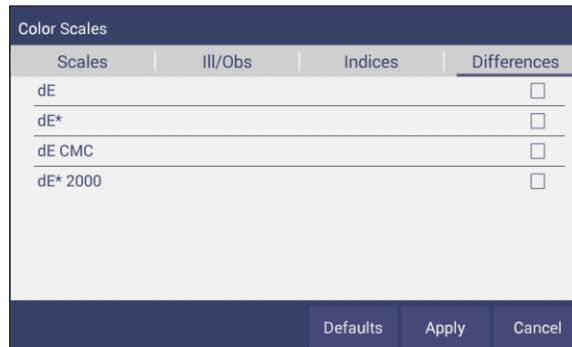 Color Scales
Scales Ill/Obs Indices Differences
dE
dE*
dE CMC
dE* 2000
Defaults Apply Cancel